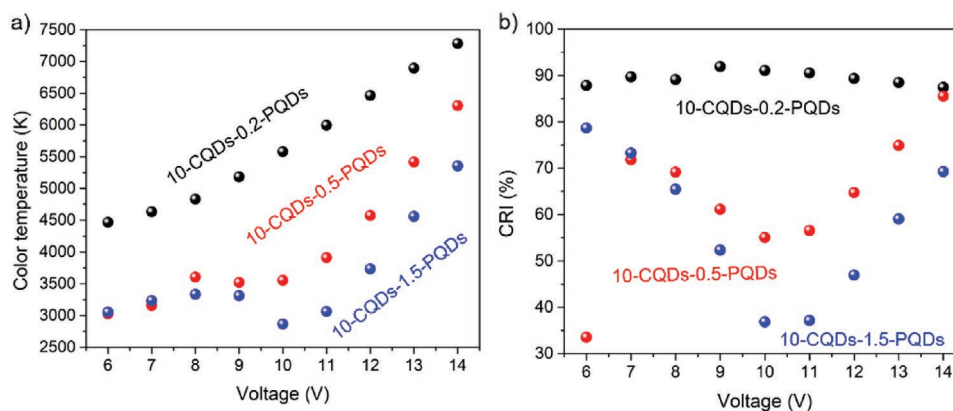 a)
7500
7000
6500
6000
5500
5000
4500
4000
3500
3000
2500
Color temperature (K)
10-CQDs-0.2-PQDs
10-CQDs-0.5-PQDs
10-CQDs-1.5-PQDs
6 7 8 9 10 11 12 13 14
Voltage (V)
b)
100
90
80
70
60
50
40
30
CRI (%)
10-CQDs-0.2-PQDs
10-CQDs-0.5-PQDs
10-CQDs-1.5-PQDs
6 7 8 9 10 11 12 13 14
Voltage (V)